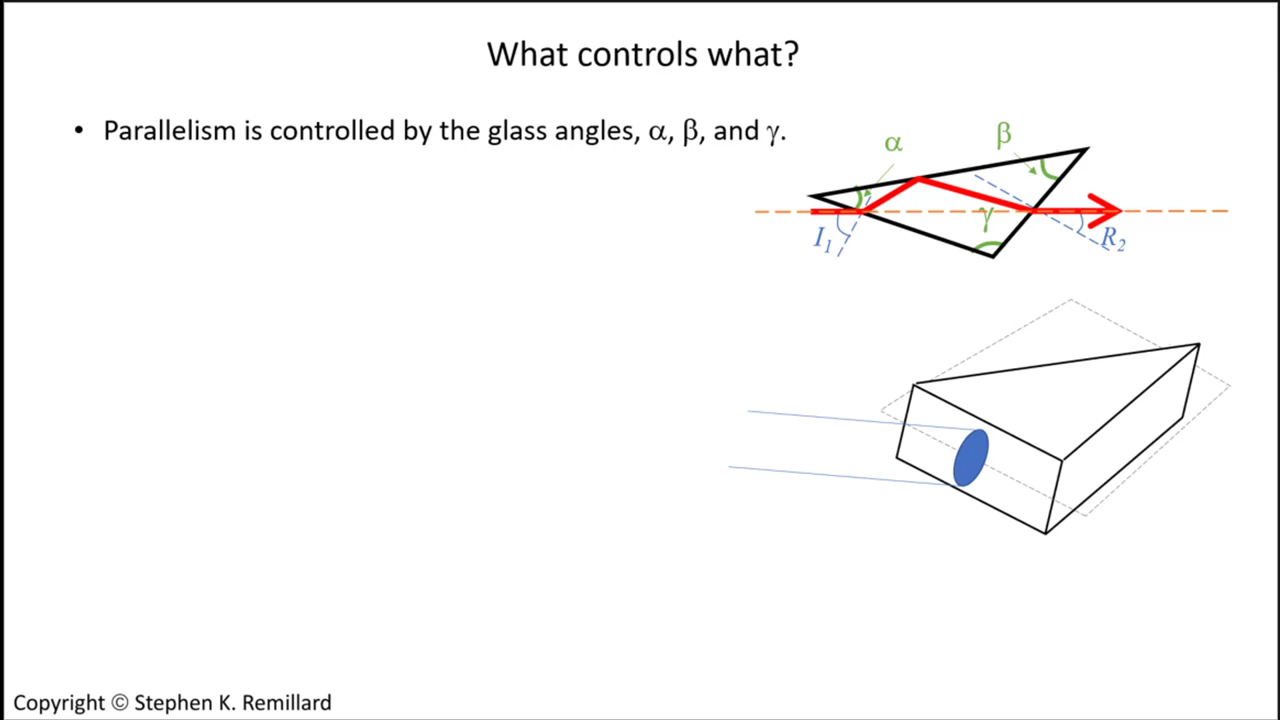 What controls what?
• Parallelism is controlled by the glass angles, α, β, and γ.
α
β
γ
I₁
R₂
Copyright © Stephen K. Remillard